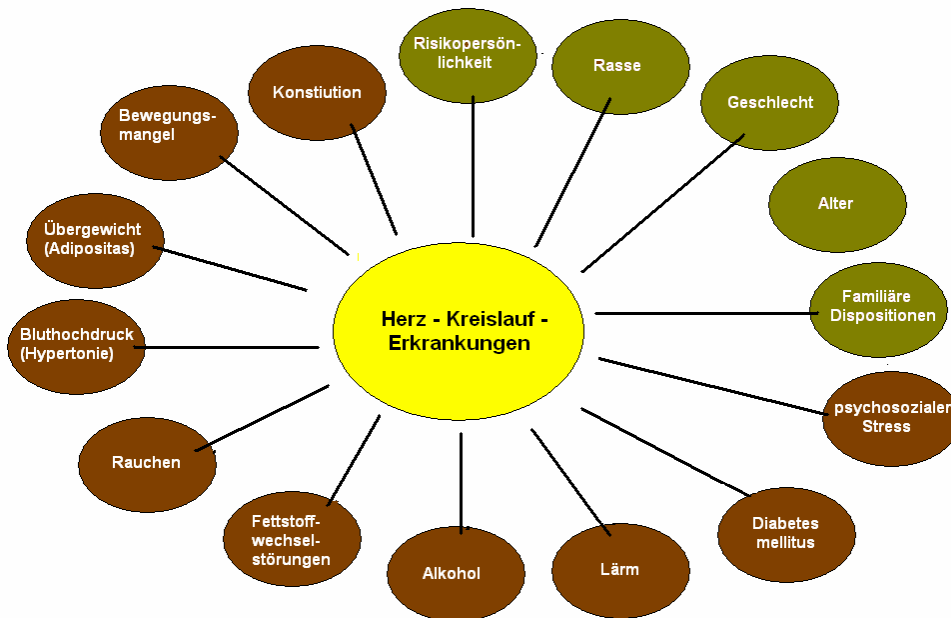 Risikopersön-
lichkeit
Rasse
Geschlecht
Alter
Familiäre
Dispositionen
psychosozialer
Stress
Diabetes
mellitus
Lärm
Alkohol
Fettstoff-
wechsel-
störungen
Rauchen
Bluthochdruck
(Hypertonie)
Übergewicht
(Adipositas)
Bewegungs-
mangel
Konstiution
Herz - Kreislauf -
Erkrankungen